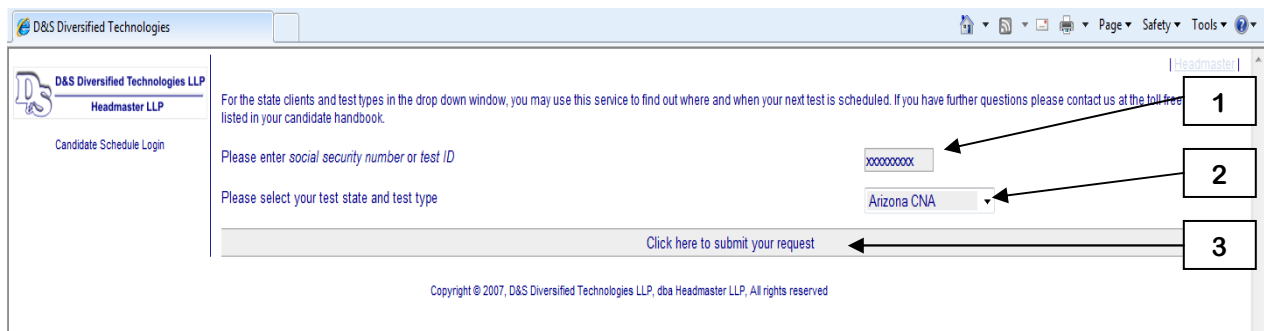 D&S Diversified Technologies
Page
Safety
Tools
| Headmaster |
D&S Diversified Technologies LLP
Headmaster LLP
DS
Candidate Schedule Login
For the state clients and test types in the drop down window, you may use this service to find out where and when your next test is scheduled. If you have further questions please contact us at the toll free
listed in your candidate handbook.
1
Please enter social security number or test ID
xxxxxxxxx
2
Please select your test state and test type
Arizona CNA
Click here to submit your request
3
Copyright © 2007, D&S Diversified Technologies LLP, dba Headmaster LLP, All rights reserved